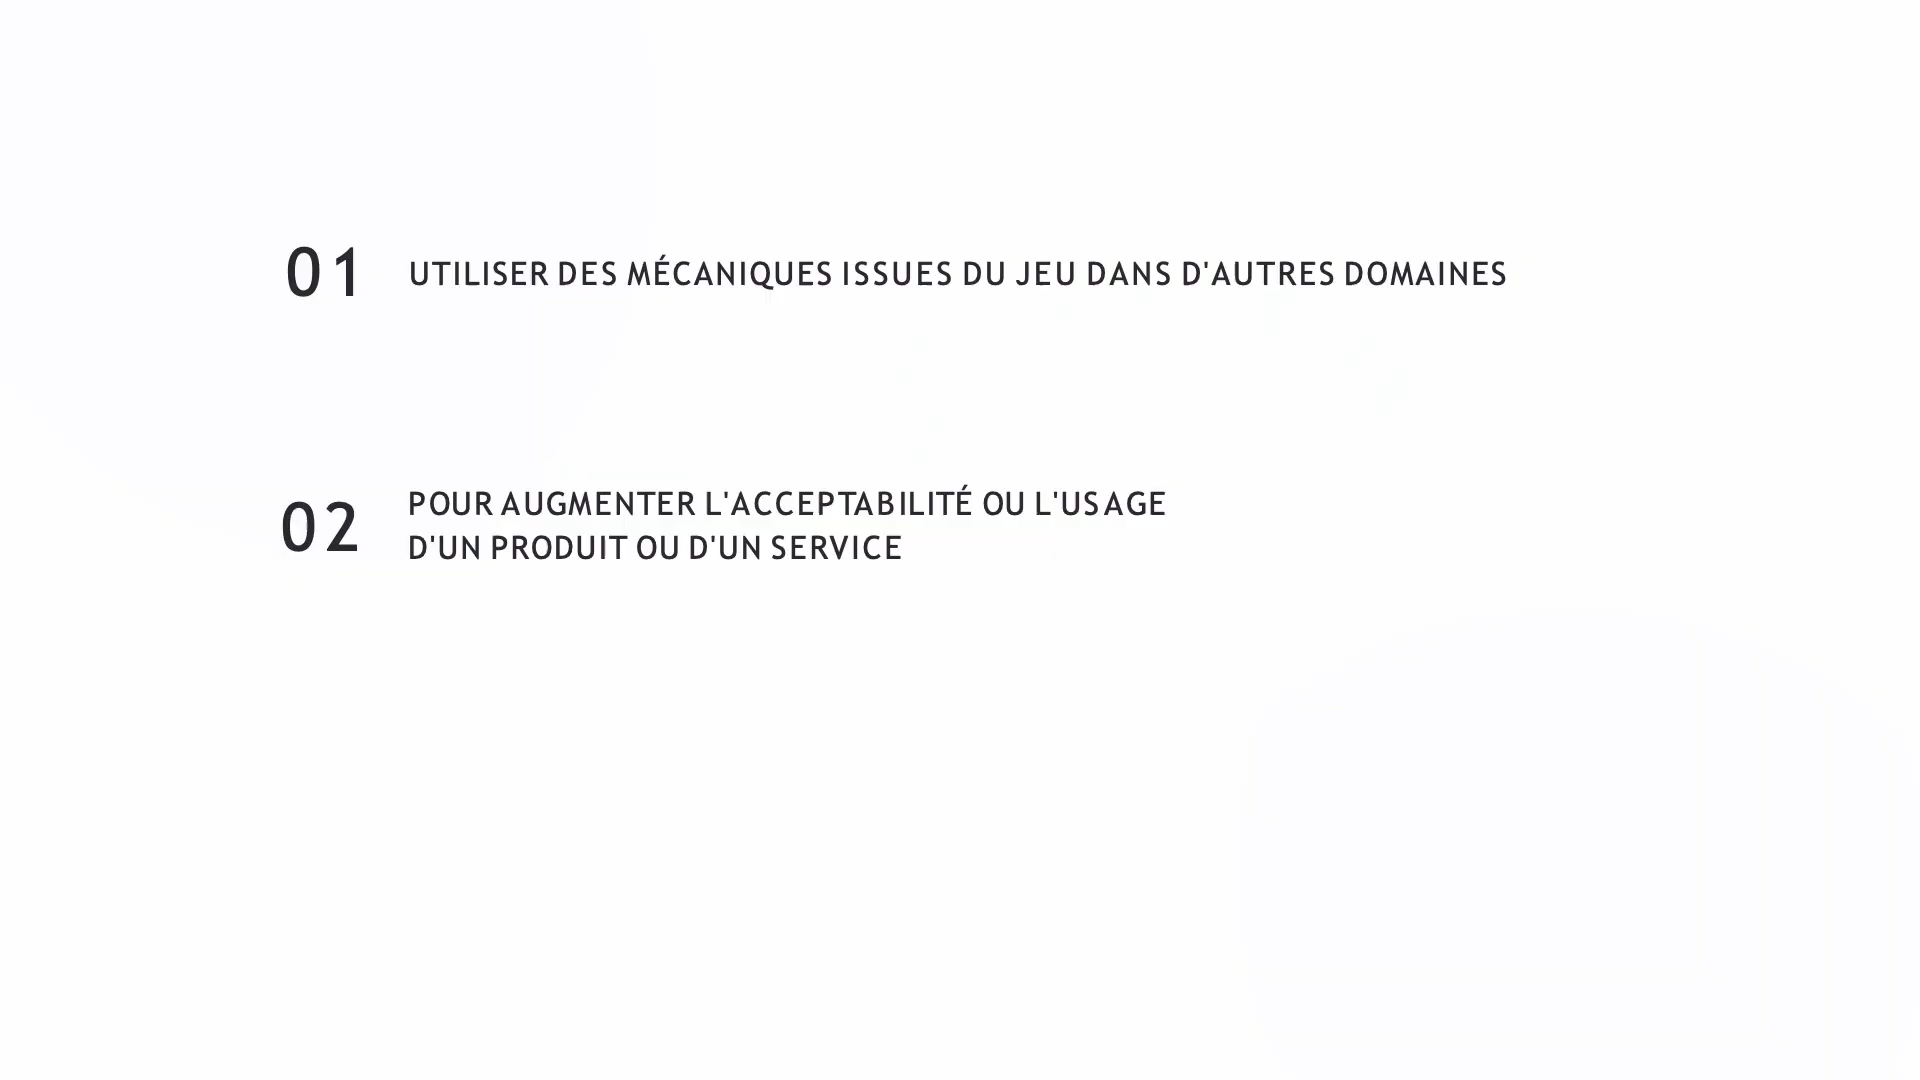 01 UTILISER DES MÉCANIQUES ISSUES DU JEU DANS D'AUTRES DOMAINES
02 POUR AUGMENTER L'ACCEPTABILITÉ OU L'USAGE
D'UN PRODUIT OU D'UN SERVICE